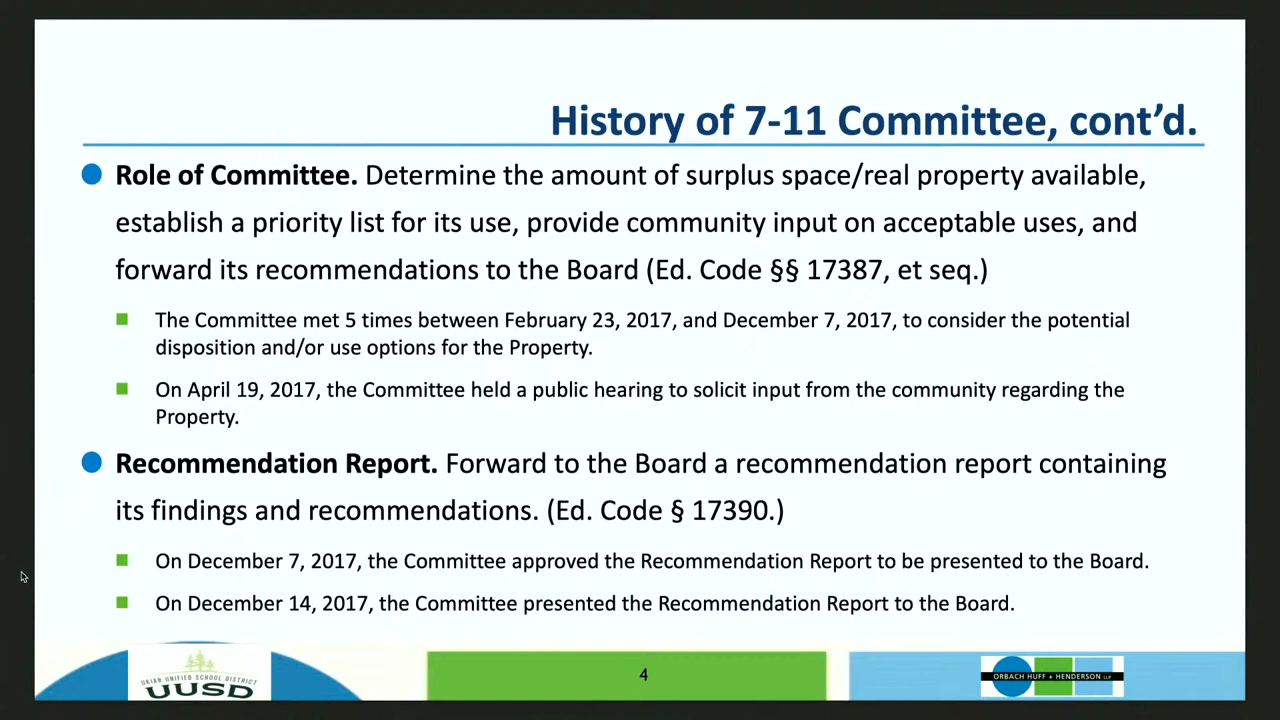 History of 7-11 Committee, cont’d.
Role of Committee. Determine the amount of surplus space/real property available,
establish a priority list for its use, provide community input on acceptable uses, and
forward its recommendations to the Board (Ed. Code §§ 17387, et seq.)
The Committee met 5 times between February 23, 2017, and December 7, 2017, to consider the potential
disposition and/or use options for the Property.
On April 19, 2017, the Committee held a public hearing to solicit input from the community regarding the
Property.
Recommendation Report. Forward to the Board a recommendation report containing
its findings and recommendations. (Ed. Code § 17390.)
On December 7, 2017, the Committee approved the Recommendation Report to be presented to the Board.
On December 14, 2017, the Committee presented the Recommendation Report to the Board.
UKIAH UNIFIED SCHOOL DISTRICT
UUSD
4
ORBACH HUFF + HENDERSON LLP